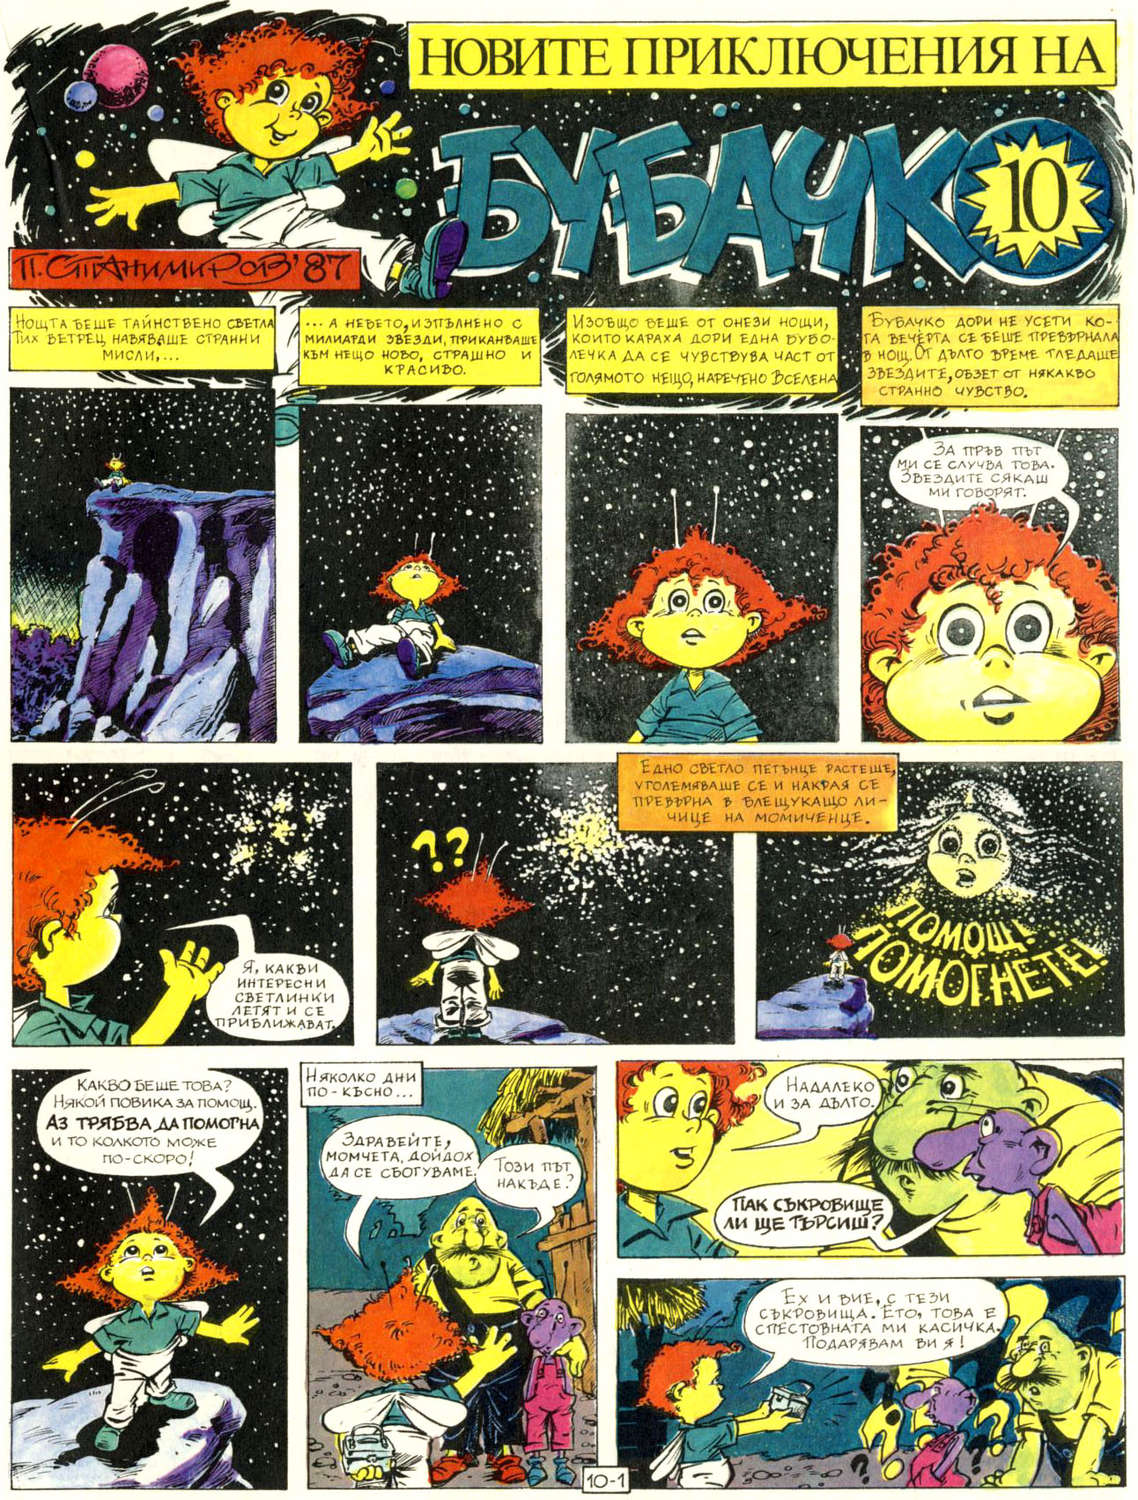 НОВИТЕ ПРИКЛЮЧЕНИЯ НА
БУБАЧКО
10
П. СТАНИМИРОВ '87
НОЩТА БЕШЕ ТАЙНСТВЕНО СВЕТЛА
ТИХ ВЕТРЕЦ НАВЯВАШЕ СТРАННИ
МИСЛИ,...
... А НЕБЕТО, ИЗПЪЛНЕНО С
МИЛИАРДИ ЗВЕЗДИ, ПРИКАНВАШЕ
КЪМ НЕЩО НОВО, СТРАШНО И
КРАСИВО.
ИЗОБЩО БЕШЕ ОТ ОНЕЗИ НОЩИ,
КОИТО КАРАХА ДОРИ ЕДНА БУБО-
ЛЕЧКА ДА СЕ ЧУВСТВУВА ЧАСТ ОТ
ГОЛЯМОТО НЕЩО, НАРЕЧЕНО ВСЕЛЕНА
БУБАЧКО ДОРИ НЕ УСЕТИ КО-
ГА ВЕЧЕРТА СЕ БЕШЕ ПРЕВЪРНАЛА
В НОЩ. ОТ ДЪЛГО ВРЕМЕ ГЛЕДАШЕ
ЗВЕЗДИТЕ, ОБЗЕТ ОТ НЯКАКВО
СТРАННО ЧУВСТВО.
ЗА ПРЪВ ПЪТ
МИ СЕ СЛУЧВА ТОВА.
ЗВЕЗДИТЕ СЯКАШ
МИ ГОВОРЯТ.
Я, КАКВИ
ИНТЕРЕСНИ
СВЕТЛИНКИ
ЛЕТЯТ И СЕ
ПРИБЛИЖАВАТ.
??
ЕДНО СВЕТЛО ПЕТЪНЦЕ РАСТЕШЕ,
УГОЛЕМЯВАШЕ СЕ И НАКРАЯ СЕ
ПРЕВЪРНА В БЛЕЩУКАЩО ЛИ-
ЧИЦЕ НА МОМИЧЕНЦЕ.
ПОМОЩ!
ПОМОГНЕТЕ!
КАКВО БЕШЕ ТОВА?
НЯКОЙ ПОВИКА ЗА ПОМОЩ.
АЗ ТРЯБВА ДА ПОМОГНА
И ТО КОЛКОТО МОЖЕ
ПО-СКОРО!
НЯКОЛКО ДНИ
ПО-КЪСНО...
ЗДРАВЕЙТЕ,
МОМЧЕТА, ДОЙДОХ
ДА СЕ СБОГУВАМЕ.
ТОЗИ ПЪТ
НАКЪДЕ?
НАДАЛЕКО
И ЗА ДЪЛГО.
ПАК СЪКРОВИЩЕ
ЛИ ЩЕ ТЪРСИШ?
ЕХ И ВИЕ, С ТЕЗИ
СЪКРОВИЩА. ЕТО, ТОВА Е
СПЕСТОВНАТА МИ КАСИЧКА.
ПОДАРЯВАМ ВИ Я!
10-1